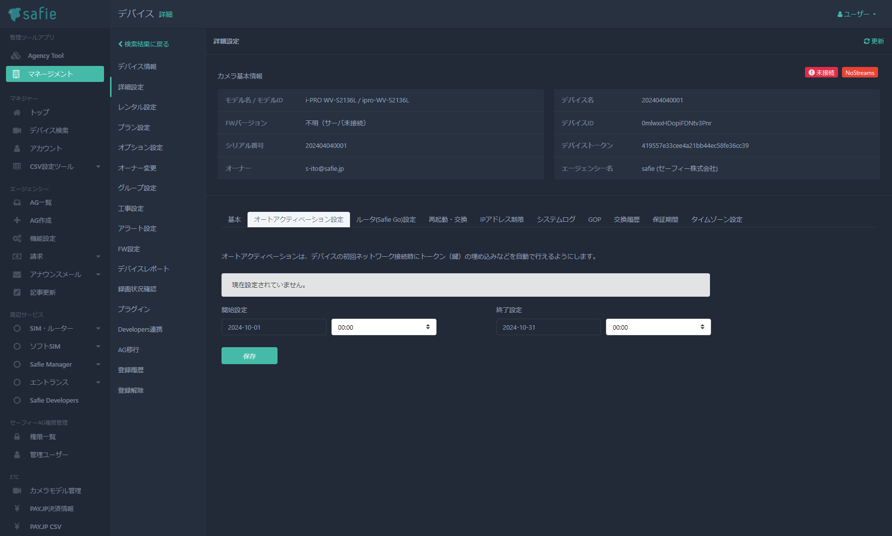 safie
デバイス 詳細
ユーザー
管理ツールアプリ
Agency Tool
マネージメント
マネジャー
トップ
デバイス検索
アカウント
CSV設定ツール
エージェンシー
AG一覧
AG作成
機能設定
請求
アナウンスメール
記事更新
周辺サービス
SIM・ルーター
ソフトSIM
Safie Manager
エントランス
Safie Developers
セーフィーAG権限管理
権限一覧
管理ユーザー
ETC
カメラモデル管理
PAY.JP決済情報
PAY.JP CSV
検索結果に戻る
デバイス情報
詳細設定
レンタル設定
プラン設定
オプション設定
オーナー変更
グループ設定
工事設定
アラート設定
FW設定
デバイスレポート
録画状況確認
プラグイン
Developers連携
AG移行
登録履歴
登録解除
詳細設定
更新
カメラ基本情報
未接続 NoStreams
モデル名 / モデルID i-PRO WV-S2136L / ipro-WV-S2136L
FWバージョン 不明（サーバ未接続）
シリアル番号 202404040001
オーナー s-ito@safie.jp
デバイス名 202404040001
デバイスID 0mlwxxHDopiFONtv3Pnr
デバイストークン 419557e33cee4a21bb44ec58fe36cc39
エージェンシー名 safie (セーフィー株式会社)
基本 オートアクティベーション設定 ルータ(Safie Go)設定 再起動・交換 IPアドレス制限 システムログ GOP 交換履歴 保証期間 タイムゾーン設定
オートアクティベーションは、デバイスの初回ネットワーク接続時にトークン（鍵）の埋め込みなどを自動で行えるようにします。
現在設定されていません。
開始設定 終了設定
2024-10-01 00:00 2024-10-31 00:00
保存